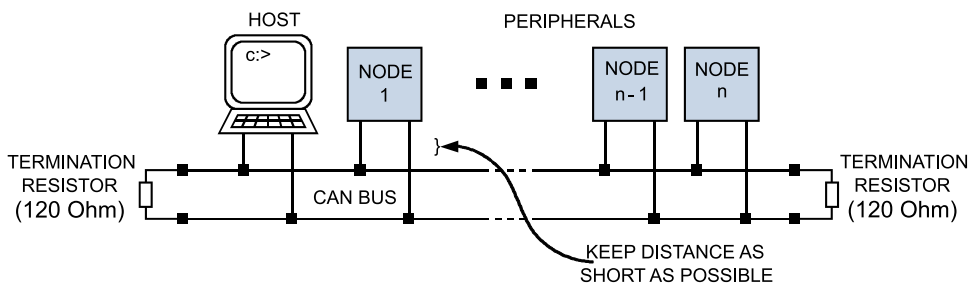 HOST
PERIPHERALS
c:>
NODE
1
NODE
n-1
NODE
n
TERMINATION
RESISTOR
(120 Ohm)
CAN BUS
TERMINATION
RESISTOR
(120 Ohm)
KEEP DISTANCE AS
SHORT AS POSSIBLE